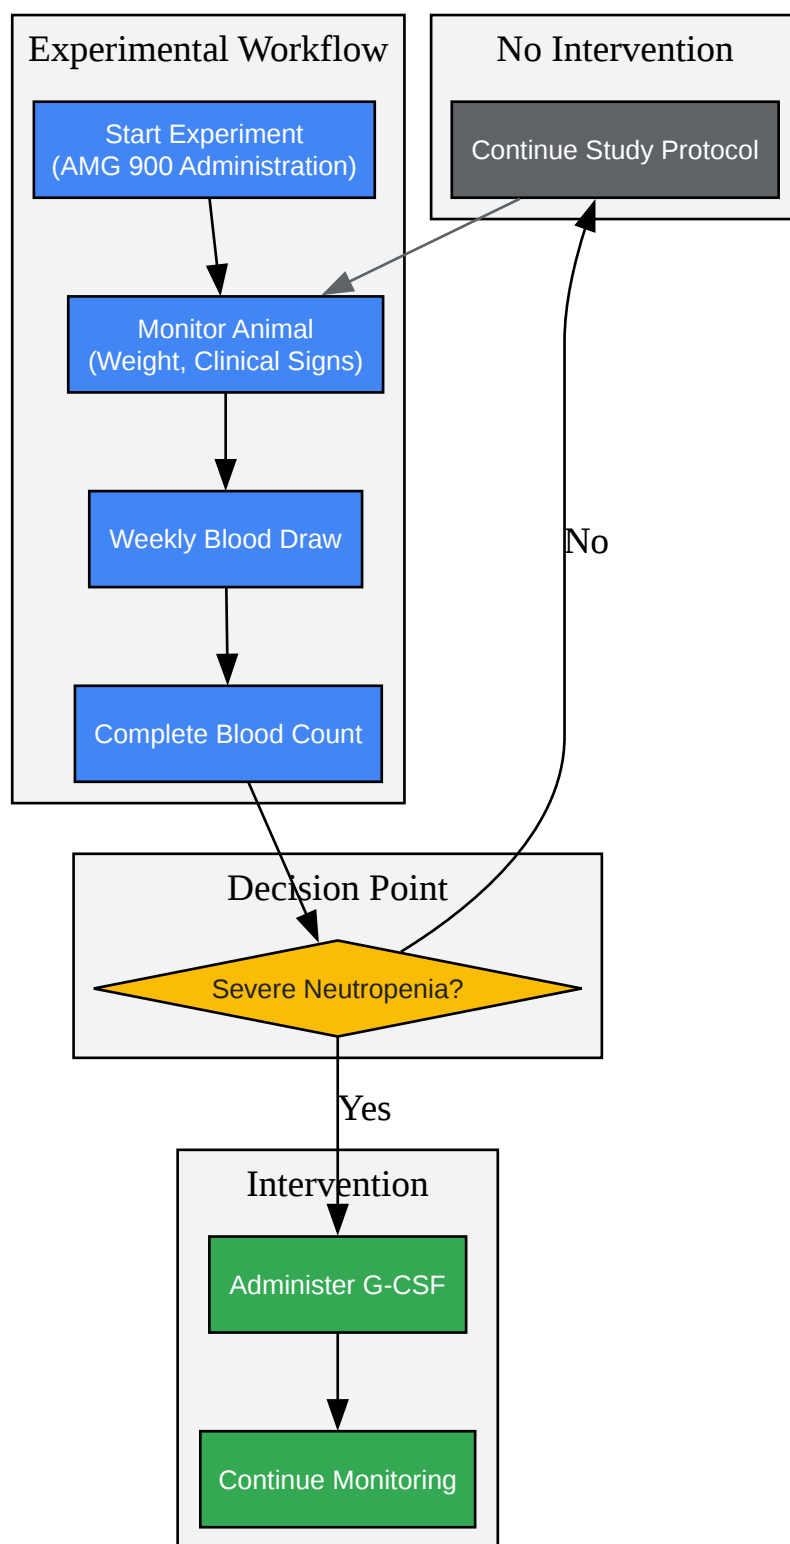 Experimental Workflow
No Intervention
Start Experiment
(AMG 900 Administration)
Continue Study Protocol
Monitor Animal
(Weight, Clinical Signs)
Weekly Blood Draw
No
Complete Blood Count
Decision Point
Severe Neutropenia?
Yes
Intervention
Administer G-CSF
Continue Monitoring